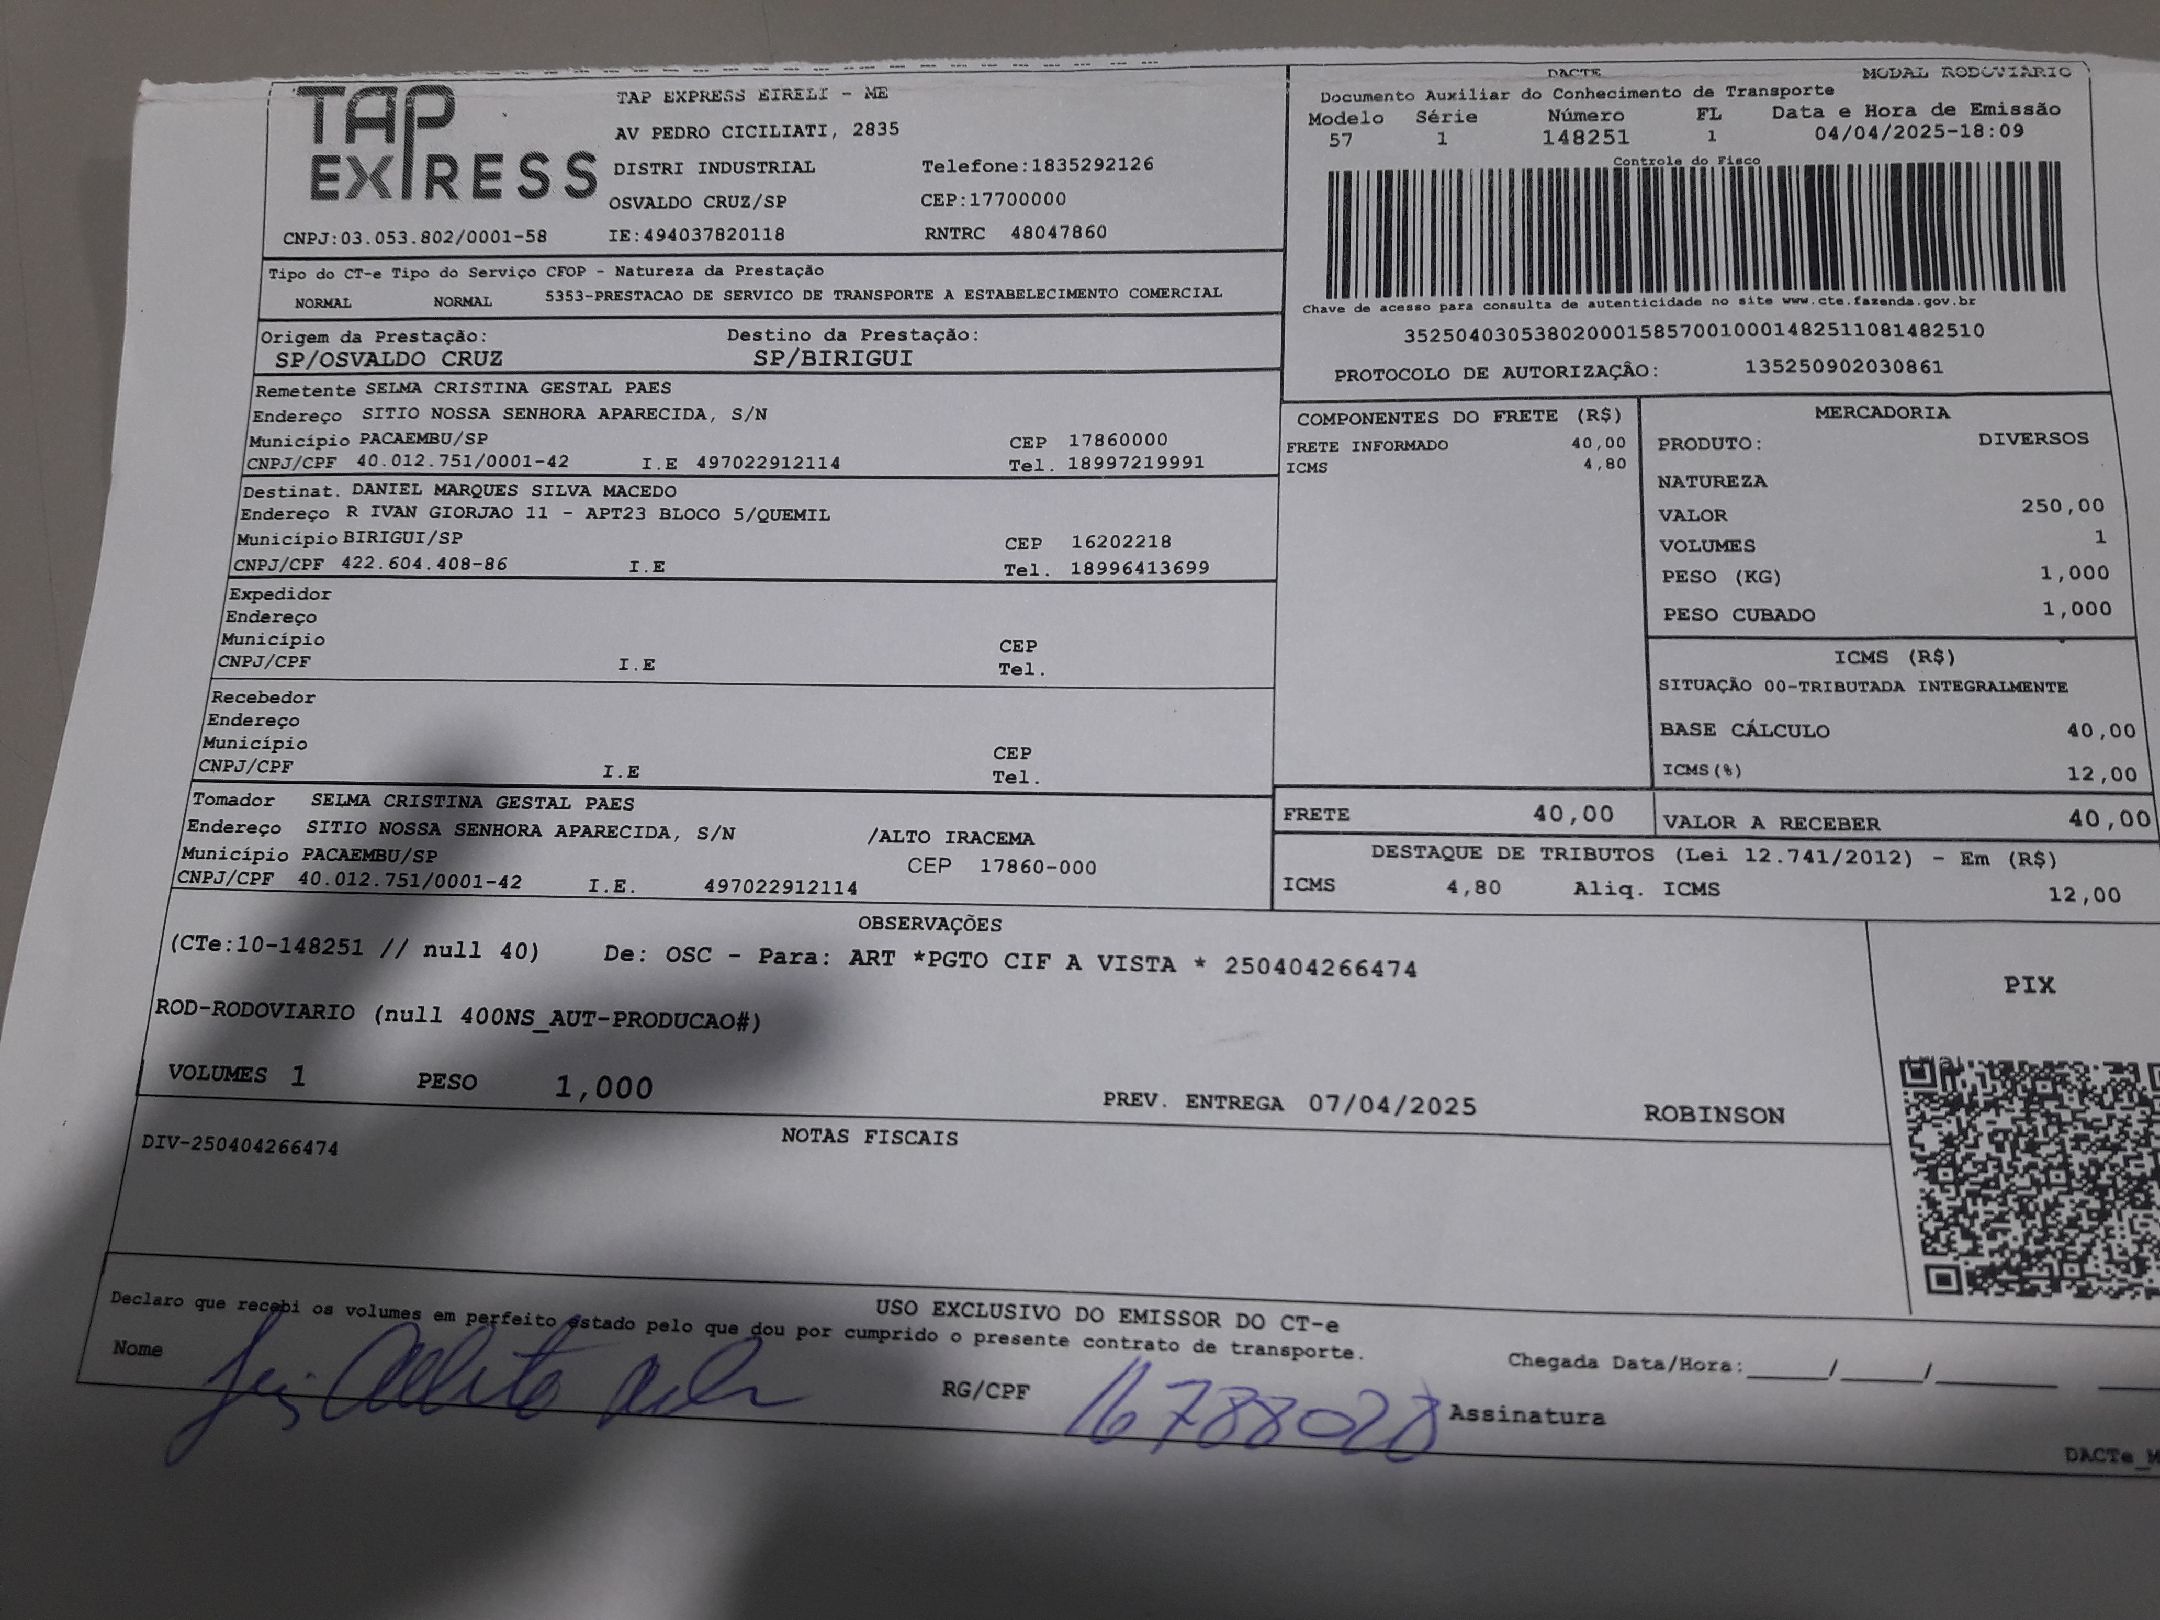 TAP EXPRESS
TAP EXPRESS EIRELI - ME
AV PEDRO CICILIATI, 2835
DISTRI INDUSTRIAL Telefone:1835292126
OSVALDO CRUZ/SP CEP:17700000
CNPJ:03.053.802/0001-58 IE:494037820118 RNTRC 48047860
DACTE MODAL RODOVIÁRIO
Documento Auxiliar do Conhecimento de Transporte
Modelo Série Número FL Data e Hora de Emissão
57 1 148251 1 04/04/2025-18:09
Controle do Fisco
Chave de acesso para consulta de autenticidade no site www.cte.fazenda.gov.br
35250403053802000158570010001482511081482510
PROTOCOLO DE AUTORIZAÇÃO: 135250902030861
Tipo do CT-e Tipo do Serviço CFOP - Natureza da Prestação
NORMAL NORMAL 5353-PRESTACAO DE SERVICO DE TRANSPORTE A ESTABELECIMENTO COMERCIAL
Origem da Prestação: Destino da Prestação:
SP/OSVALDO CRUZ SP/BIRIGUI
Remetente SELMA CRISTINA GESTAL PAES
Endereço SITIO NOSSA SENHORA APARECIDA, S/N
Município PACAEMBU/SP CEP 17860000
CNPJ/CPF 40.012.751/0001-42 I.E 497022912114 Tel. 18997219991
Destinat. DANIEL MARQUES SILVA MACEDO
Endereço R IVAN GIORJAO 11 - APT23 BLOCO 5/QUEMIL
Município BIRIGUI/SP CEP 16202218
CNPJ/CPF 422.604.408-86 I.E Tel. 18996413699
Expedidor
Endereço
Município CEP
CNPJ/CPF I.E Tel.
Recebedor
Endereço
Município CEP
CNPJ/CPF I.E Tel.
Tomador SELMA CRISTINA GESTAL PAES
Endereço SITIO NOSSA SENHORA APARECIDA, S/N /ALTO IRACEMA
Município PACAEMBU/SP CEP 17860-000
CNPJ/CPF 40.012.751/0001-42 I.E. 497022912114
COMPONENTES DO FRETE (R$)
FRETE INFORMADO 40,00
ICMS 4,80
MERCADORIA
PRODUTO: DIVERSOS
NATUREZA
VALOR 250,00
VOLUMES 1
PESO (KG) 1,000
PESO CUBADO 1,000
ICMS (R$)
SITUAÇÃO 00-TRIBUTADA INTEGRALMENTE
BASE CÁLCULO 40,00
ICMS(%) 12,00
FRETE 40,00 VALOR A RECEBER 40,00
DESTAQUE DE TRIBUTOS (Lei 12.741/2012) - Em (R$)
ICMS 4,80 Aliq. ICMS 12,00
OBSERVAÇÕES
(CTe:10-148251 // null 40) De: OSC - Para: ART *PGTO CIF A VISTA * 250404266474
ROD-RODOVIARIO (null 400NS_AUT-PRODUCAO#)
PIX
VOLUMES 1 PESO 1,000 PREV. ENTREGA 07/04/2025 ROBINSON
NOTAS FISCAIS
DIV-250404266474
USO EXCLUSIVO DO EMISSOR DO CT-e
Declaro que recebi os volumes em perfeito estado pelo que dou por cumprido o presente contrato de transporte.
Nome RG/CPF 16788028 Assinatura
Chegada Data/Hora:_____/_____/_______
DACTe_M